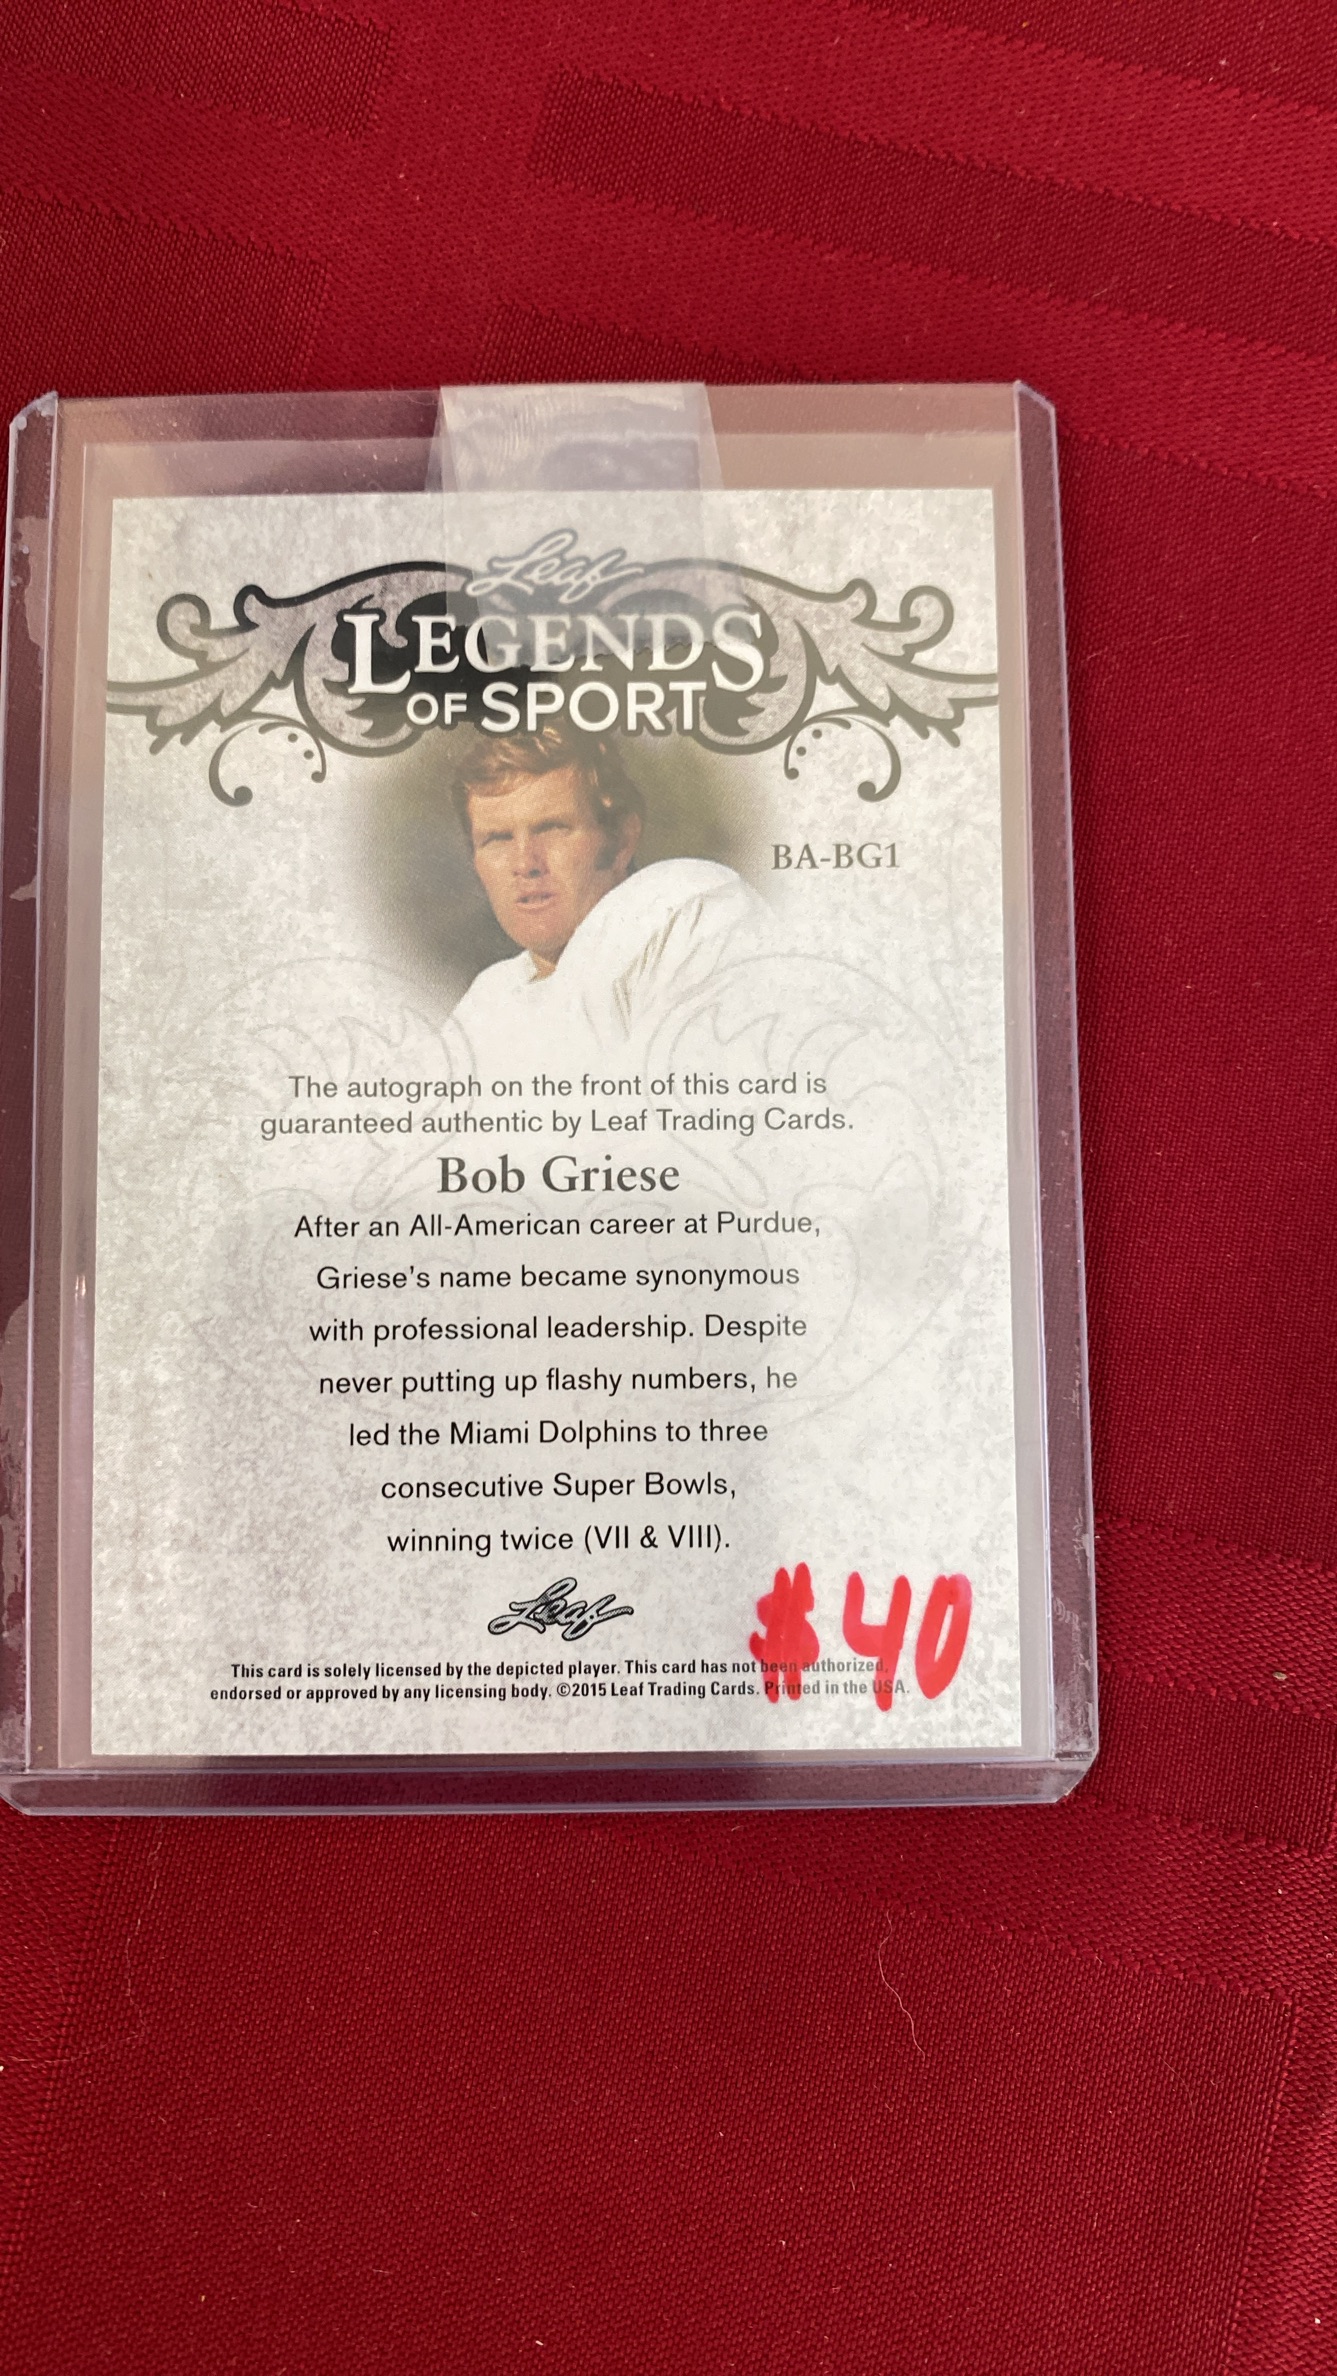 Leaf
LEGENDS
OF SPORT
BA-BG1
The autograph on the front of this card is
guaranteed authentic by Leaf Trading Cards.
Bob Griese
After an All-American career at Purdue,
Griese's name became synonymous
with professional leadership. Despite
never putting up flashy numbers, he
led the Miami Dolphins to three
consecutive Super Bowls,
winning twice (VII & VIII).
Leaf
$40
This card is solely licensed by the depicted player. This card has not been authorized,
endorsed or approved by any licensing body. ©2015 Leaf Trading Cards. Printed in the USA.